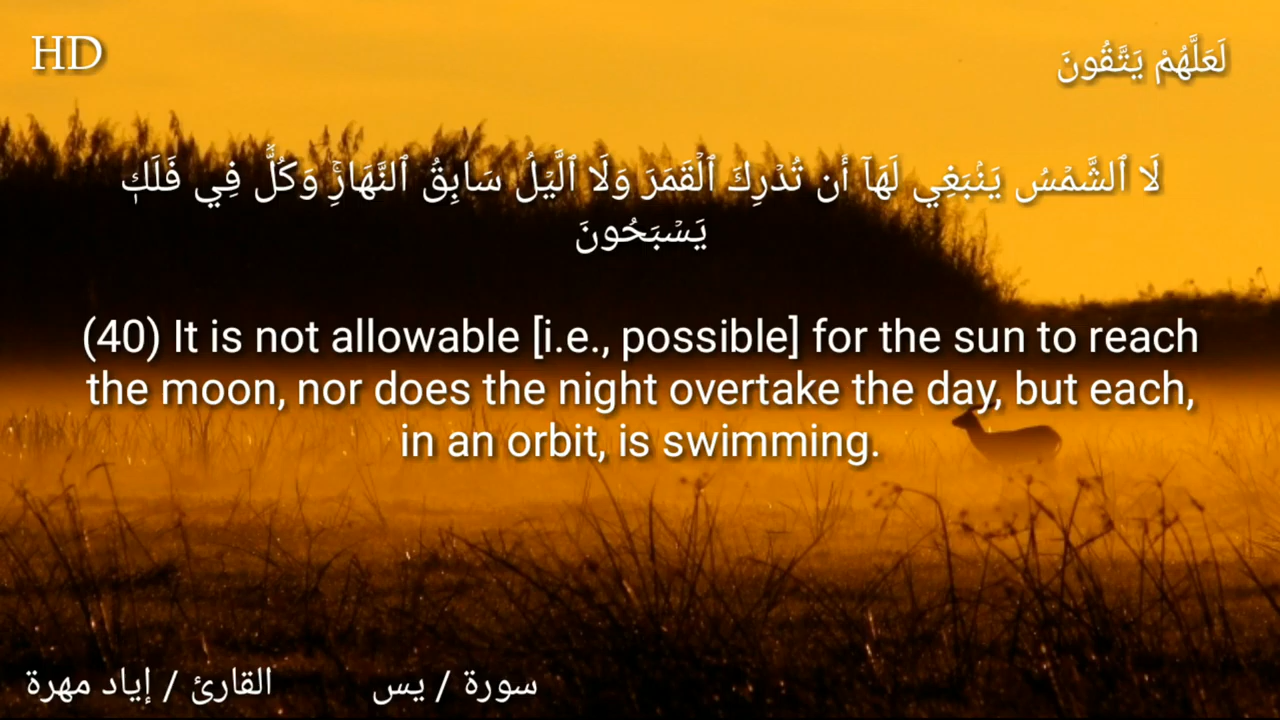 HD
لَعَلَّهُمْ يَتَّقُونَ
لَا ٱلشَّمۡسُ يَنۢبَغِي لَهَآ أَن تُدۡرِكَ ٱلۡقَمَرَ وَلَا ٱلَّيۡلُ سَابِقُ ٱلنَّهَارِۚ وَكُلّٞ فِي فَلَكٖ
يَسۡبَحُونَ
(40) It is not allowable [i.e., possible] for the sun to reach
the moon, nor does the night overtake the day, but each,
in an orbit, is swimming.
سورة / يس
القارئ / إياد مهرة